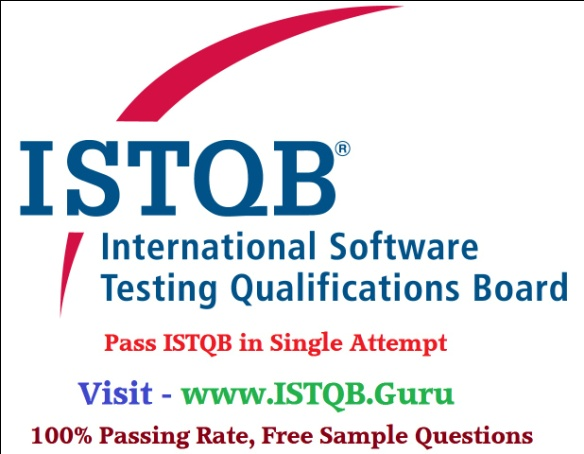 ISTQB®
International Software
Testing Qualifications Board
Pass ISTQB in Single Attempt
Visit - www.ISTQB.Guru
100% Passing Rate, Free Sample Questions